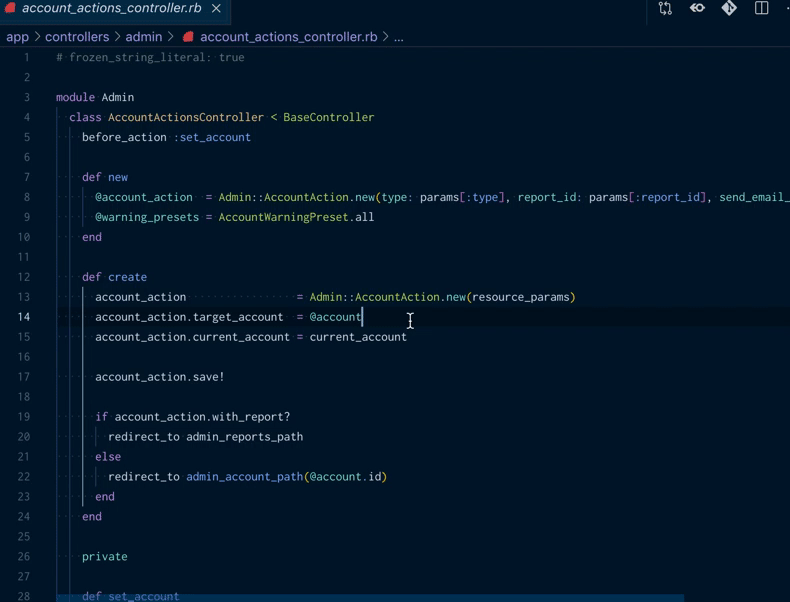 account_actions_controller.rb
app > controllers > admin > account_actions_controller.rb > ...
1 # frozen_string_literal: true
2
3 module Admin
4 class AccountActionsController < BaseController
5 before_action :set_account
6
7 def new
8 @account_action = Admin::AccountAction.new(type: params[:type], report_id: params[:report_id], send_email_
9 @warning_presets = AccountWarningPreset.all
10 end
11
12 def create
13 account_action = Admin::AccountAction.new(resource_params)
14 account_action.target_account = @account
15 account_action.current_account = current_account
16
17 account_action.save!
18
19 if account_action.with_report?
20 redirect_to admin_reports_path
21 else
22 redirect_to admin_account_path(@account.id)
23 end
24 end
25
26 private
27
28 def set_account